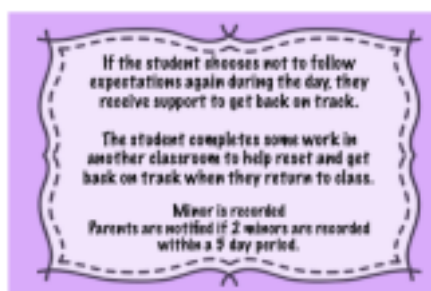 If the student chooses not to follow
expectations again during the day, they
receive support to get back on track.
The student completes some work in
another classroom to help reset and get
back on track when they return to class.
Minor is recorded
Parents are notified if 2 minors are recorded
within a 5 day period.